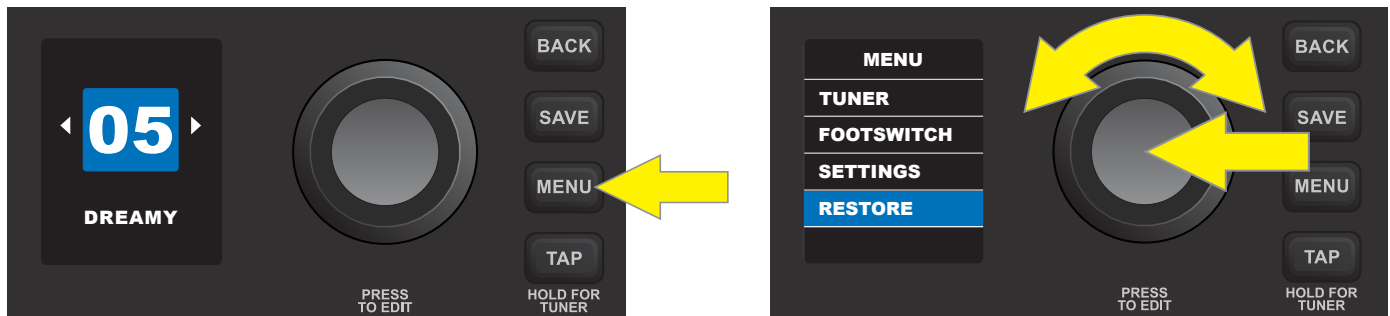 05
DREAMY
PRESS
TO EDIT
BACK
SAVE
MENU
TAP
HOLD FOR
TUNER
MENU
TUNER
FOOTSWITCH
SETTINGS
RESTORE
PRESS
TO EDIT
BACK
SAVE
MENU
TAP
HOLD FOR
TUNER